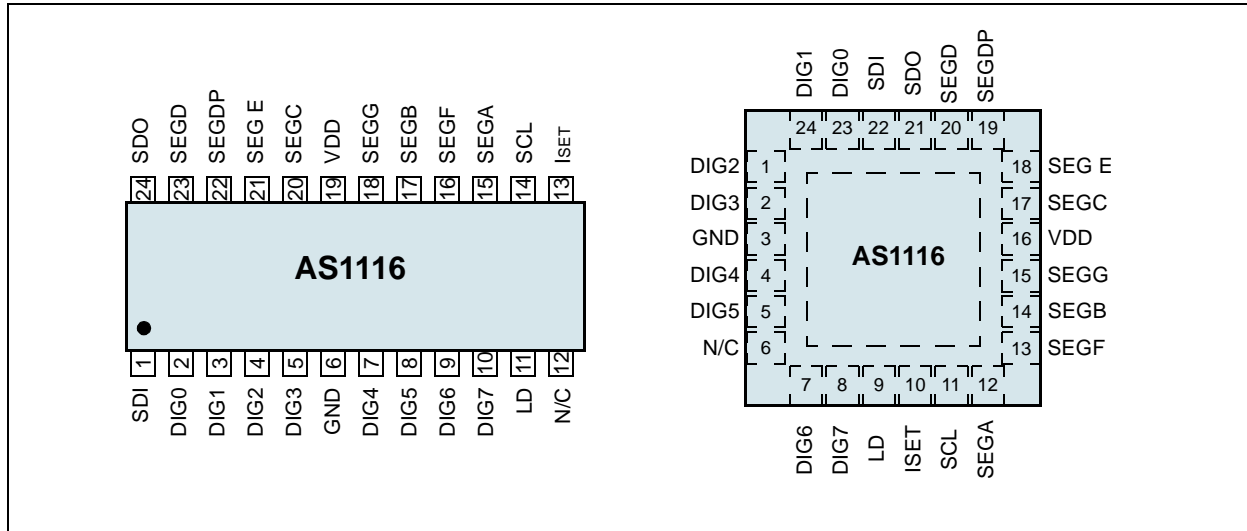 SDO SEGD SEGDP SEG E SEGC VDD SEGG SEGB SEGF SEGA SCL ISET
24 23 22 21 20 19 18 17 16 15 14 13
AS1116
1 2 3 4 5 6 7 8 9 10 11 12
SDI DIG0 DIG1 DIG2 DIG3 GND DIG4 DIG5 DIG6 DIG7 LD N/C
DIG1 DIG0 SDI SDO SEGD SEGDP
24 23 22 21 20 19
DIG2 1 18 SEG E
DIG3 2 17 SEGC
GND 3 16 VDD
AS1116
DIG4 4 15 SEGG
DIG5 5 14 SEGB
N/C 6 13 SEGF
7 8 9 10 11 12
DIG6 DIG7 LD ISET SCL SEGA